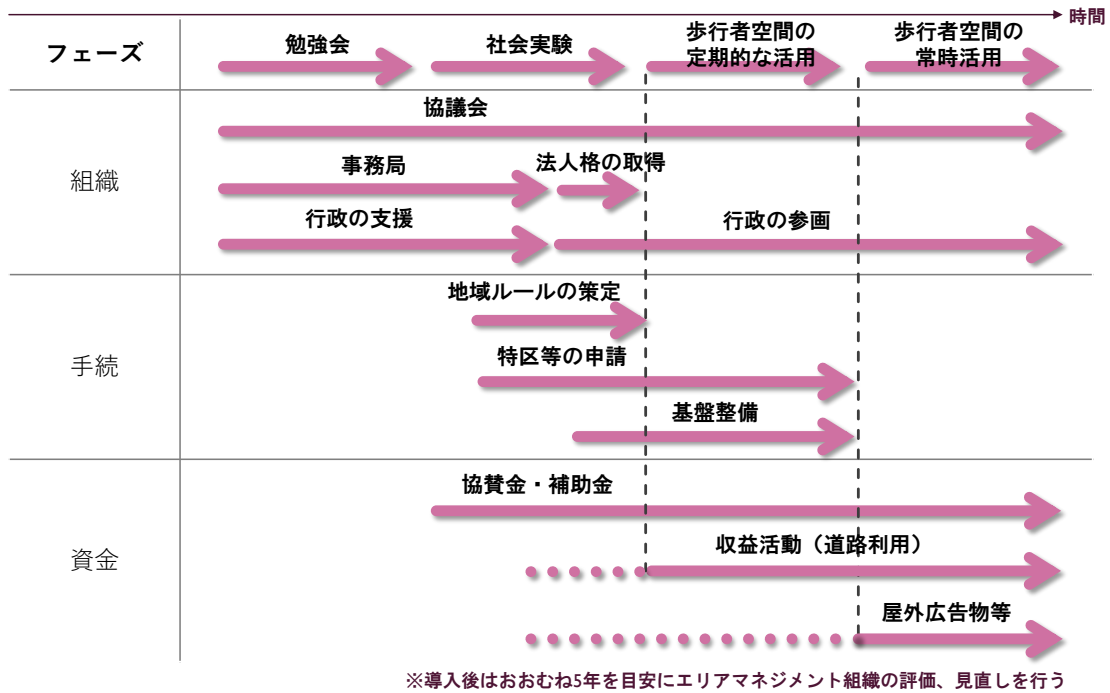 時間
フェーズ
勉強会
社会実験
歩行者空間の
定期的な活用
歩行者空間の
常時活用
組織
協議会
事務局
法人格の取得
行政の支援
行政の参画
手続
地域ルールの策定
特区等の申請
基盤整備
資金
協賛金・補助金
収益活動（道路利用）
屋外広告物等
※導入後はおおむね5年を目安にエリアマネジメント組織の評価、見直しを行う